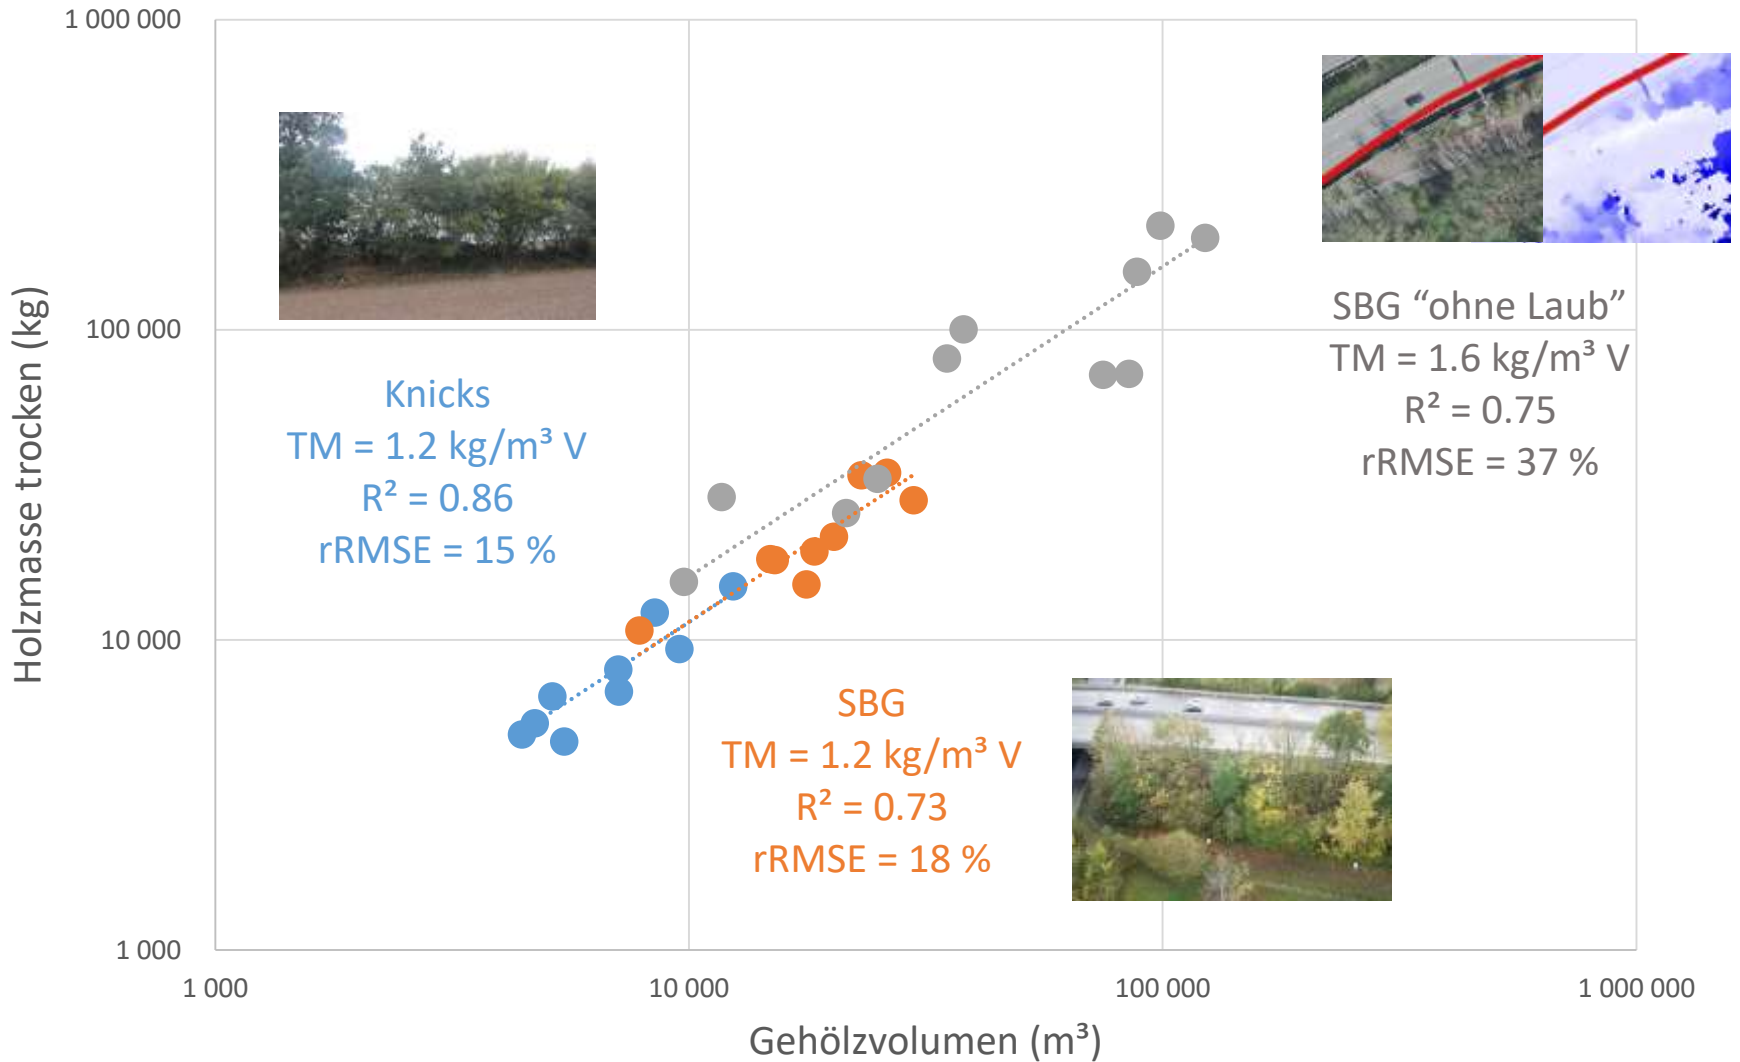 1 000 000
100 000
10 000
1 000
Holzmasse trocken (kg)
Knicks
TM = 1.2 kg/m³ V
R² = 0.86
rRMSE = 15 %
SBG “ohne Laub”
TM = 1.6 kg/m³ V
R² = 0.75
rRMSE = 37 %
SBG
TM = 1.2 kg/m³ V
R² = 0.73
rRMSE = 18 %
1 000
10 000
100 000
1 000 000
Gehölzvolumen (m³)